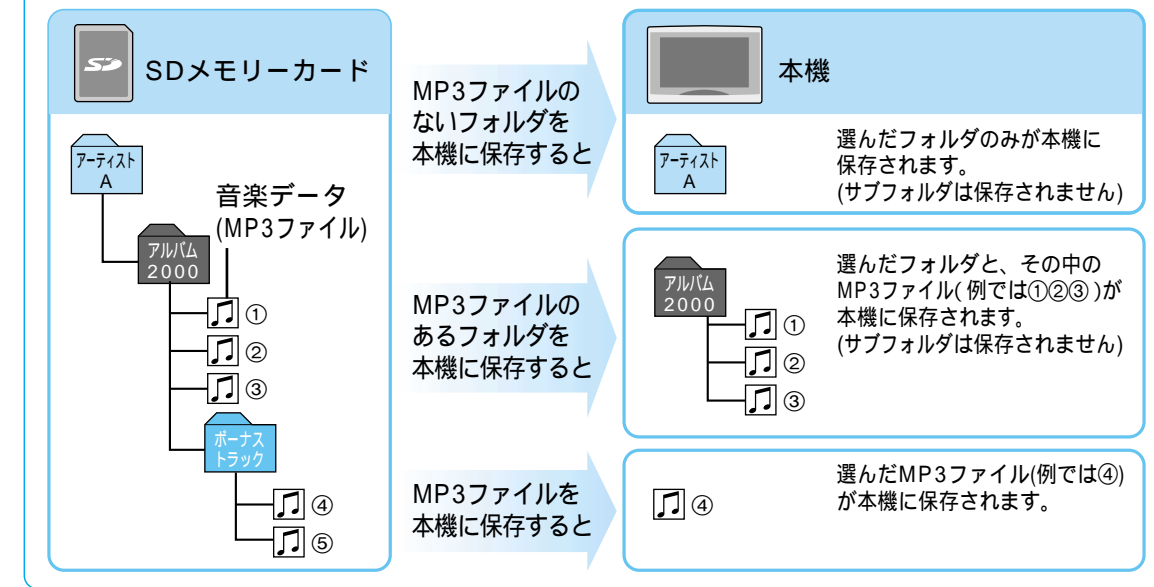 SD
SDメモリーカード
アーティスト
A
音楽データ
(MP3ファイル)
アルバム
2000
①
②
③
ボーナス
トラック
④
⑤
MP3ファイルの
ないフォルダを
本機に保存すると
本機
アーティスト
A
選んだフォルダのみが本機に
保存されます。
(サブフォルダは保存されません)
MP3ファイルの
あるフォルダを
本機に保存すると
アルバム
2000
①
②
③
選んだフォルダと、その中の
MP3ファイル(例では①②③)が
本機に保存されます。
(サブフォルダは保存されません)
MP3ファイルを
本機に保存すると
④
選んだMP3ファイル(例では④)
が本機に保存されます。